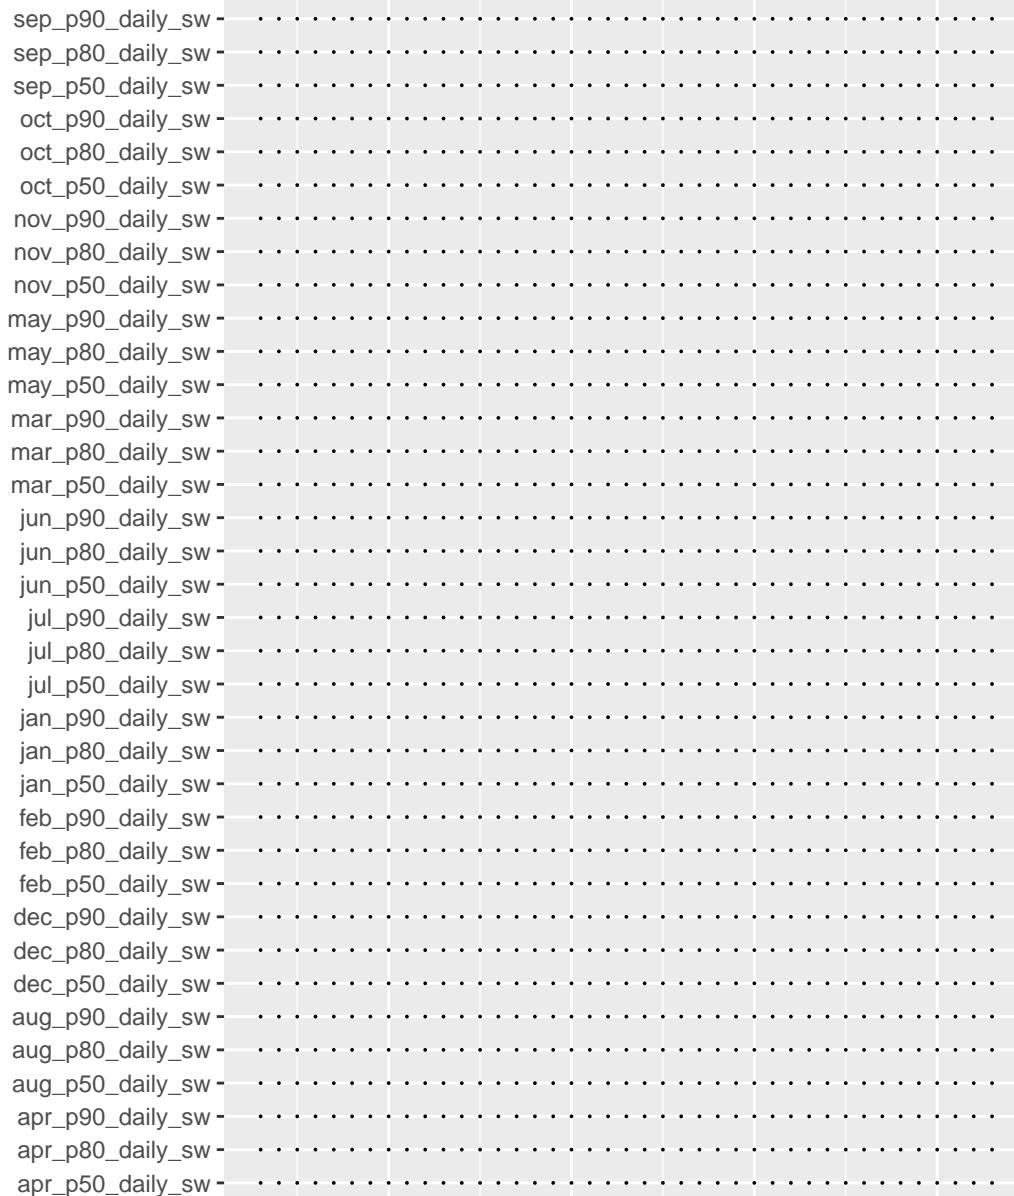 sep_p90_daily_sw
sep_p80_daily_sw
sep_p50_daily_sw
oct_p90_daily_sw
oct_p80_daily_sw
oct_p50_daily_sw
nov_p90_daily_sw
nov_p80_daily_sw
nov_p50_daily_sw
may_p90_daily_sw
may_p80_daily_sw
may_p50_daily_sw
mar_p90_daily_sw
mar_p80_daily_sw
mar_p50_daily_sw
jun_p90_daily_sw
jun_p80_daily_sw
jun_p50_daily_sw
jul_p90_daily_sw
jul_p80_daily_sw
jul_p50_daily_sw
jan_p90_daily_sw
jan_p80_daily_sw
jan_p50_daily_sw
feb_p90_daily_sw
feb_p80_daily_sw
feb_p50_daily_sw
dec_p90_daily_sw
dec_p80_daily_sw
dec_p50_daily_sw
aug_p90_daily_sw
aug_p80_daily_sw
aug_p50_daily_sw
apr_p90_daily_sw
apr_p80_daily_sw
apr_p50_daily_sw